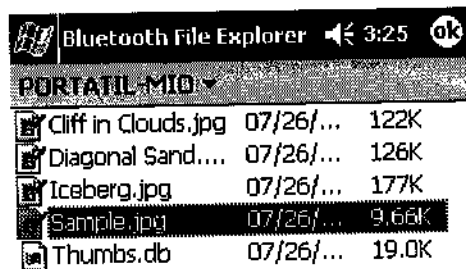 Bluetooth File Explorer 3:25 ok
PORTATIL-MIO
Cliff in Clouds.jpg 07/26/... 122K
Diagonal Sand.... 07/26/... 126K
Iceberg.jpg 07/26/... 177K
Sample.jpg 07/26/... 9.66K
Thumbs.db 07/26/... 19.0K